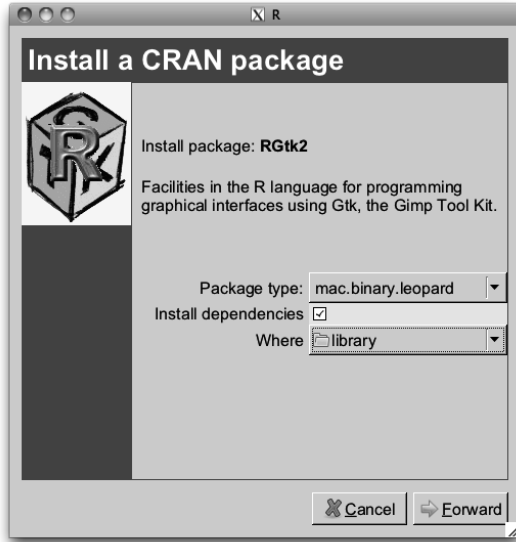 R
Install a CRAN package
GTK
R
Install package: RGtk2
Facilities in the R language for programming
graphical interfaces using Gtk, the Gimp Tool Kit.
Package type: mac.binary.leopard
Install dependencies
Where library
Cancel Forward